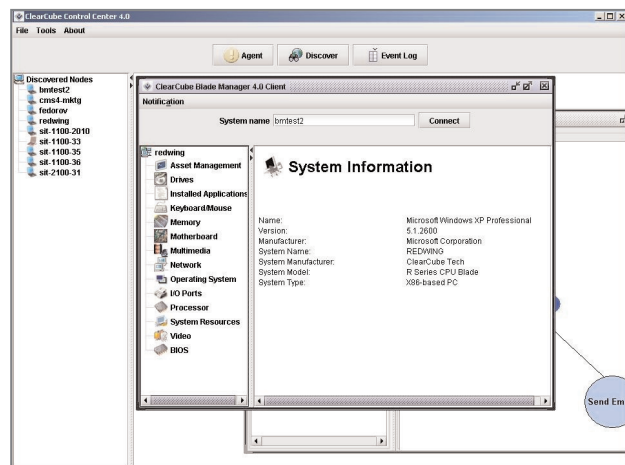 ClearCube Control Center 4.0
File Tools About
Agent Discover Event Log
Discovered Nodes
bmtest2
cms4-mktg
fedorov
redwing
sit-1100-2010
sit-1100-33
sit-1100-35
sit-1100-36
sit-2100-31
ClearCube Blade Manager 4.0 Client
Notification
System name bmtest2 Connect
redwing
Asset Management
Drives
Installed Applications
Keyboard/Mouse
Memory
Motherboard
Multimedia
Network
Operating System
I/O Ports
Processor
System Resources
Video
BIOS
System Information
Name: Microsoft Windows XP Professional
Version: 5.1.2600
Manufacturer: Microsoft Corporation
System Name: REDWING
System Manufacturer: ClearCube Tech
System Model: R Series CPU Blade
System Type: X86-based PC
Send Em